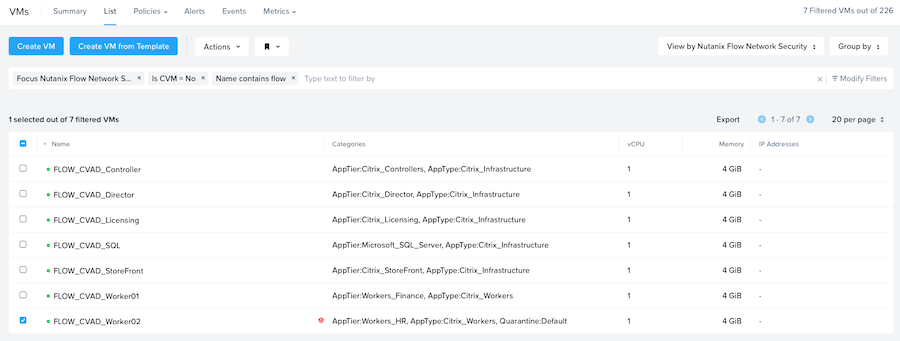 VMs Summary List Policies Alerts Events Metrics 7 Filtered VMs out of 226
Create VM Create VM from Template Actions View by Nutanix Flow Network Security Group by
Focus Nutanix Flow Network S... × Is CVM = No × Name contains flow × Type text to filter by × Modify Filters
1 selected out of 7 filtered VMs Export 1 - 7 of 7 20 per page
Name Categories vCPU Memory IP Addresses
FLOW_CVAD_Controller AppTier:Citrix_Controllers, AppType:Citrix_Infrastructure 1 4 GiB -
FLOW_CVAD_Director AppTier:Citrix_Director, AppType:Citrix_Infrastructure 1 4 GiB -
FLOW_CVAD_Licensing AppTier:Citrix_Licensing, AppType:Citrix_Infrastructure 1 4 GiB -
FLOW_CVAD_SQL AppTier:Microsoft_SQL_Server, AppType:Citrix_Infrastructure 1 4 GiB -
FLOW_CVAD_StoreFront AppTier:Citrix_StoreFront, AppType:Citrix_Infrastructure 1 4 GiB -
FLOW_CVAD_Worker01 AppTier:Workers_Finance, AppType:Citrix_Workers 1 4 GiB -
FLOW_CVAD_Worker02 AppTier:Workers_HR, AppType:Citrix_Workers, Quarantine:Default 1 4 GiB -